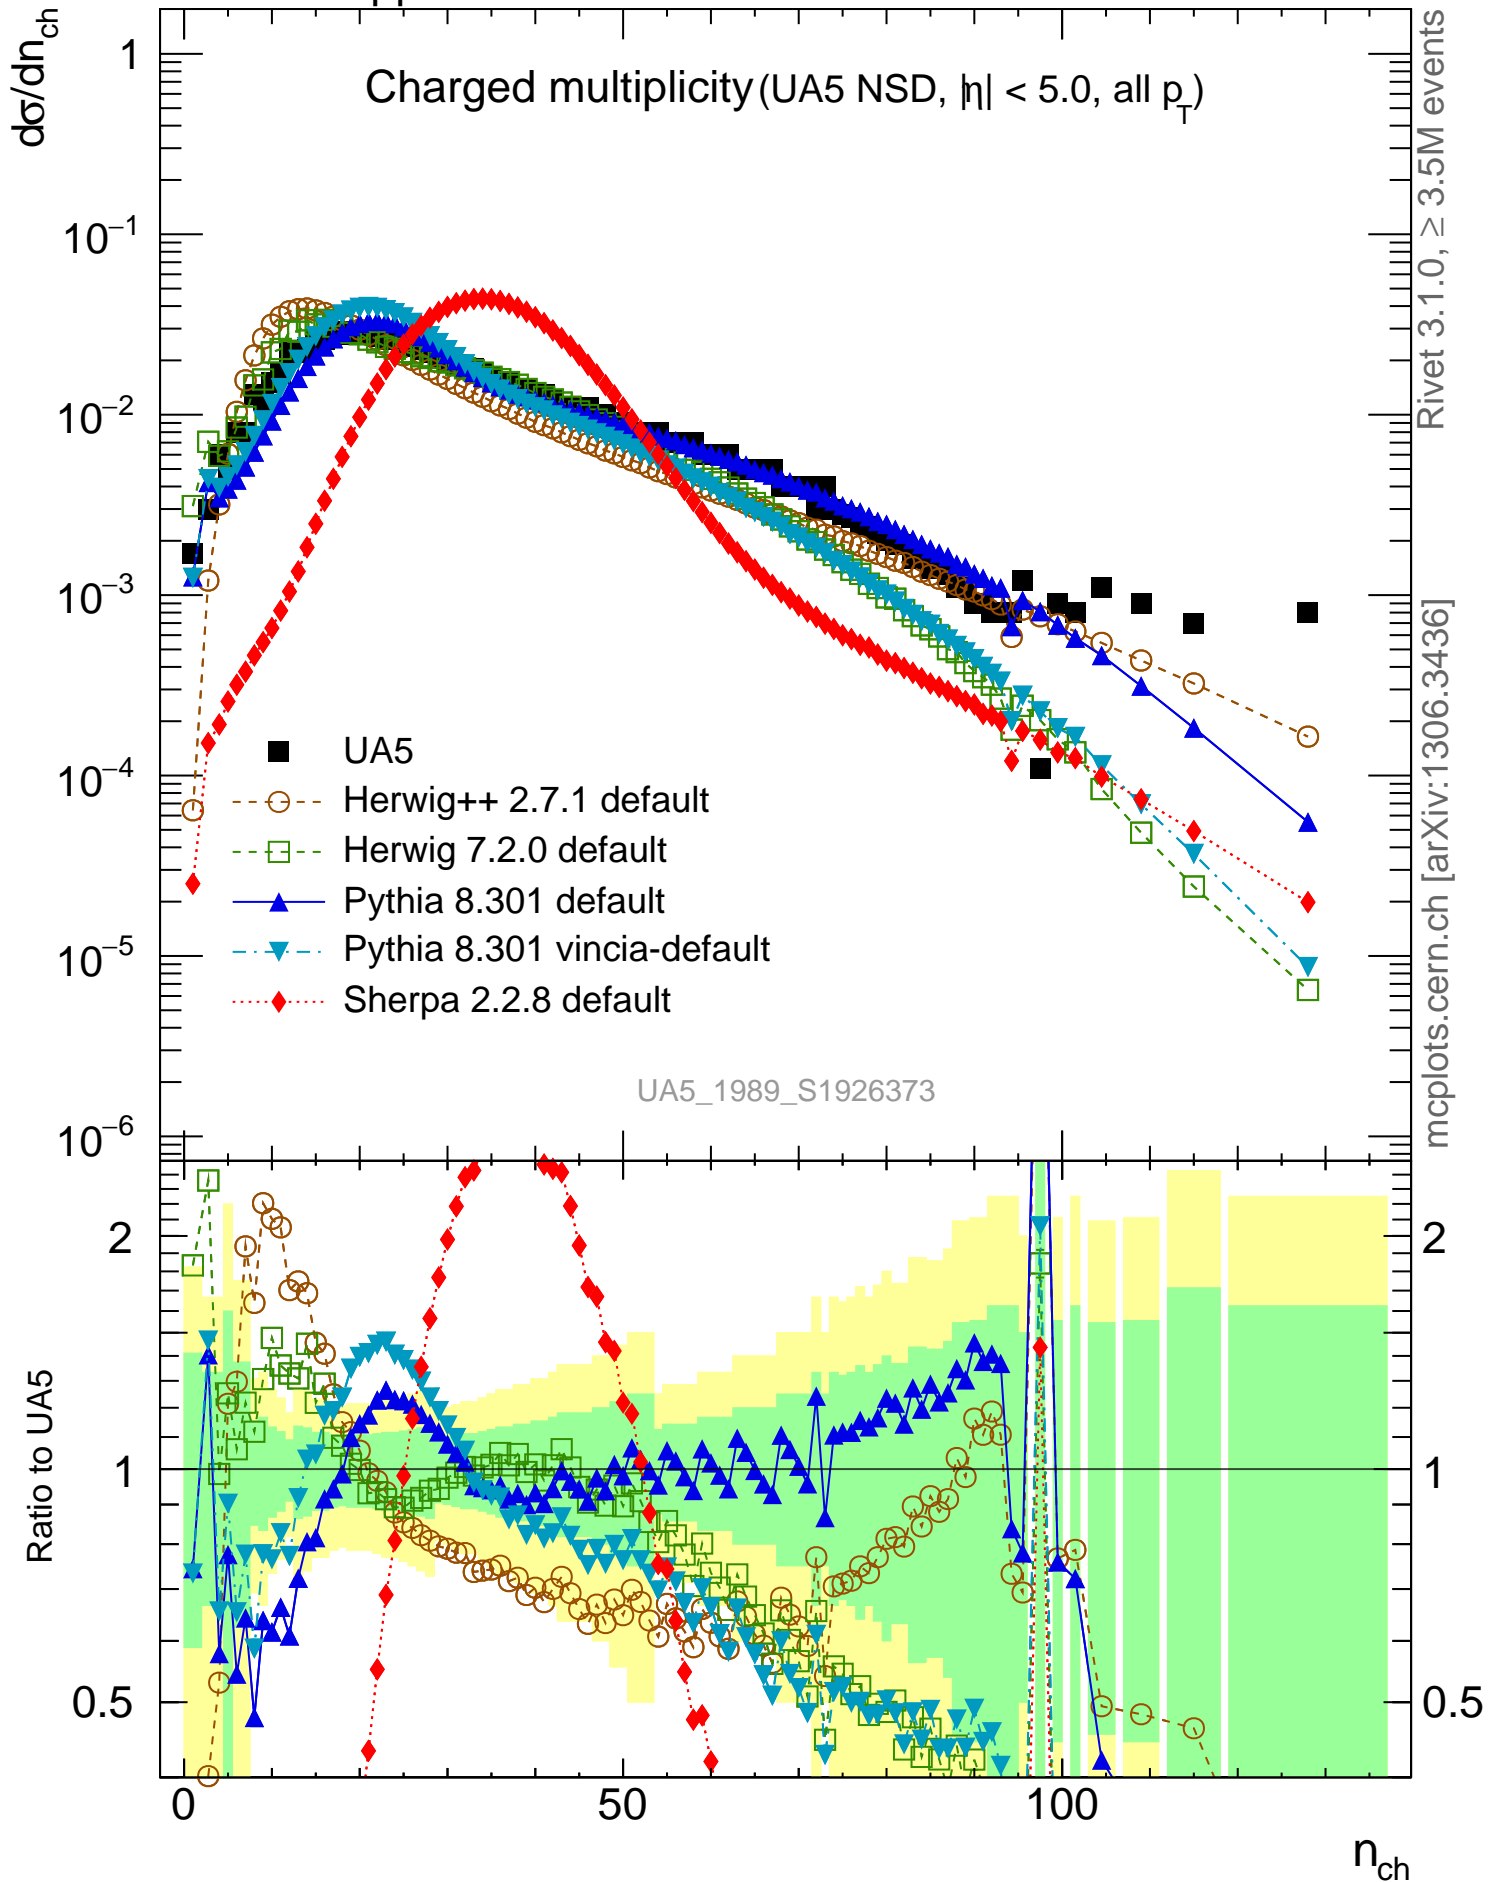 pp
dσ/dn_ch
Charged multiplicity (UA5 NSD, |η| < 5.0, all p_T)
1
10⁻¹
10⁻²
10⁻³
10⁻⁴
10⁻⁵
10⁻⁶
UA5
Herwig++ 2.7.1 default
Herwig 7.2.0 default
Pythia 8.301 default
Pythia 8.301 vincia-default
Sherpa 2.2.8 default
UA5_1989_S1926373
Rivet 3.1.0, ≥ 3.5M events
mcplots.cern.ch [arXiv:1306.3436]
Ratio to UA5
2
1
0.5
2
1
0.5
0
50
100
n_ch